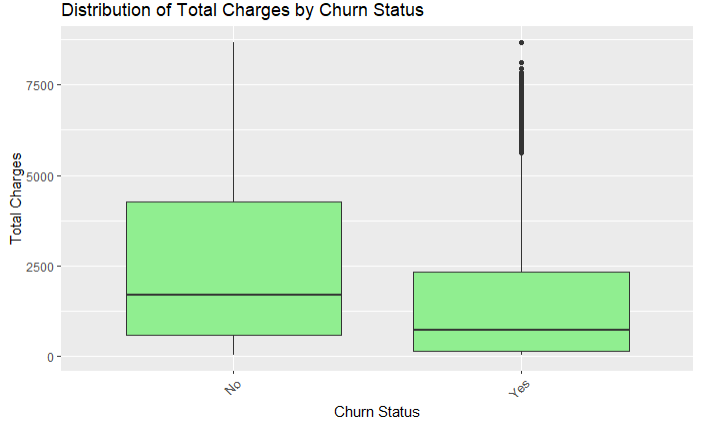 Distribution of Total Charges by Churn Status
Total Charges
7500
5000
2500
0
No
Yes
Churn Status